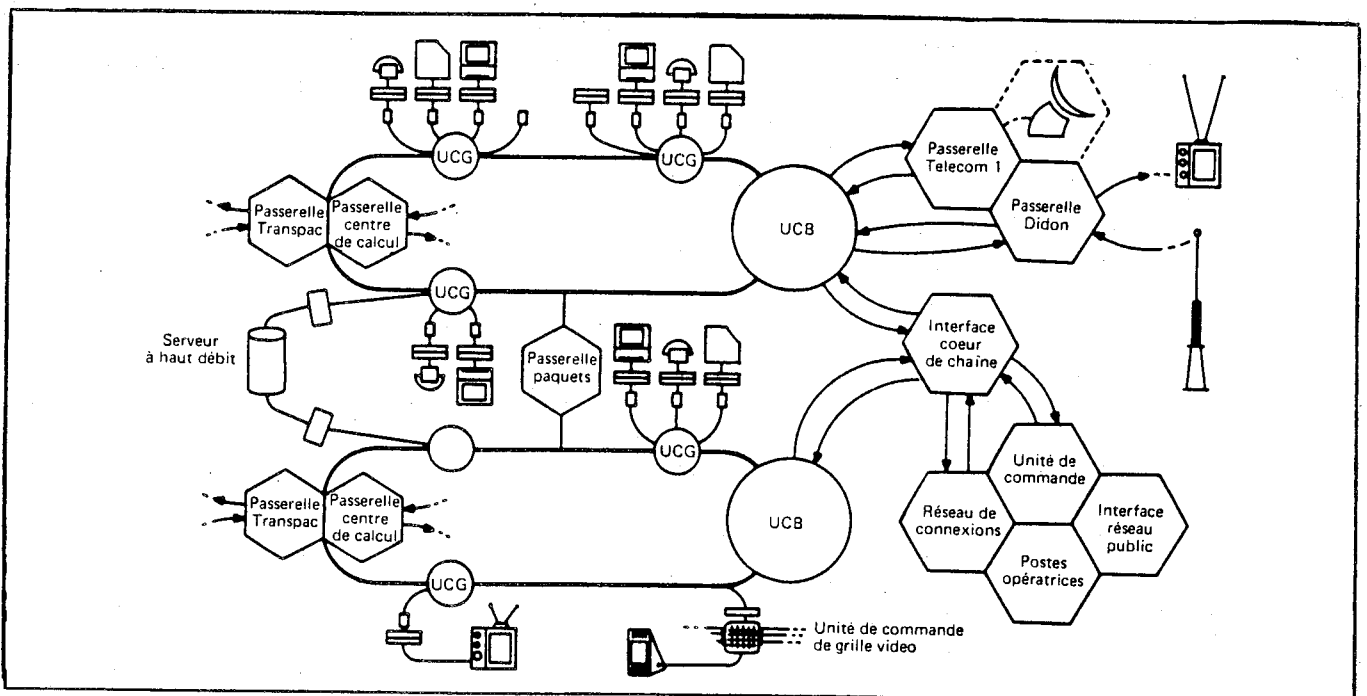 UCG
UCG
Passerelle
Telecom 1
Passerelle
Didon
Passerelle
Transpac
Passerelle
centre
de calcul
UCB
UCG
Serveur
à haut débit
Passerelle
paquets
Interface
coeur
de chaîne
UCG
Passerelle
Transpac
Passerelle
centre
de calcul
UCB
Unité de
commande
Réseau de
connexions
Interface
réseau
public
Postes
opératrices
UCG
Unité de commande
de grille video